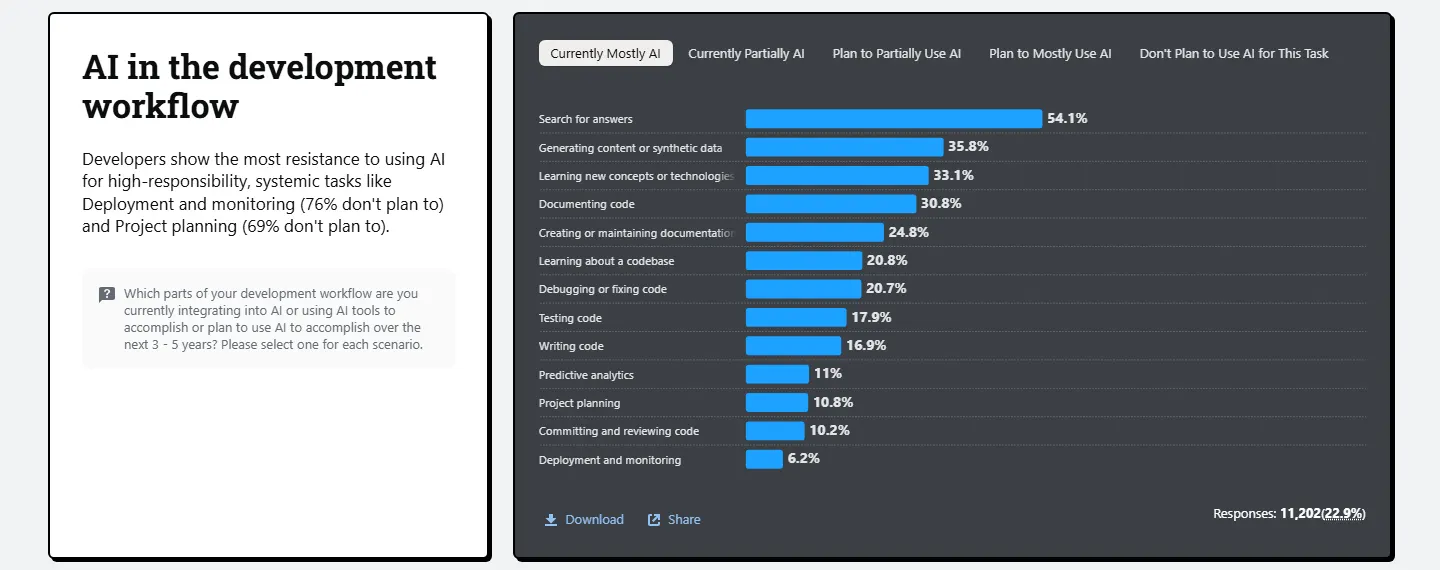 AI in the development
workflow
Developers show the most resistance to using AI
for high-responsibility, systemic tasks like
Deployment and monitoring (76% don't plan to)
and Project planning (69% don't plan to).
Which parts of your development workflow are you
currently integrating into AI or using AI tools to
accomplish or plan to use AI to accomplish over the
next 3 - 5 years? Please select one for each scenario.
Currently Mostly AI Currently Partially AI Plan to Partially Use AI Plan to Mostly Use AI Don't Plan to Use AI for This Task
Search for answers 54.1%
Generating content or synthetic data 35.8%
Learning new concepts or technologies 33.1%
Documenting code 30.8%
Creating or maintaining documentation 24.8%
Learning about a codebase 20.8%
Debugging or fixing code 20.7%
Testing code 17.9%
Writing code 16.9%
Predictive analytics 11%
Project planning 10.8%
Committing and reviewing code 10.2%
Deployment and monitoring 6.2%
Download Share
Responses: 11,202(22.9%)